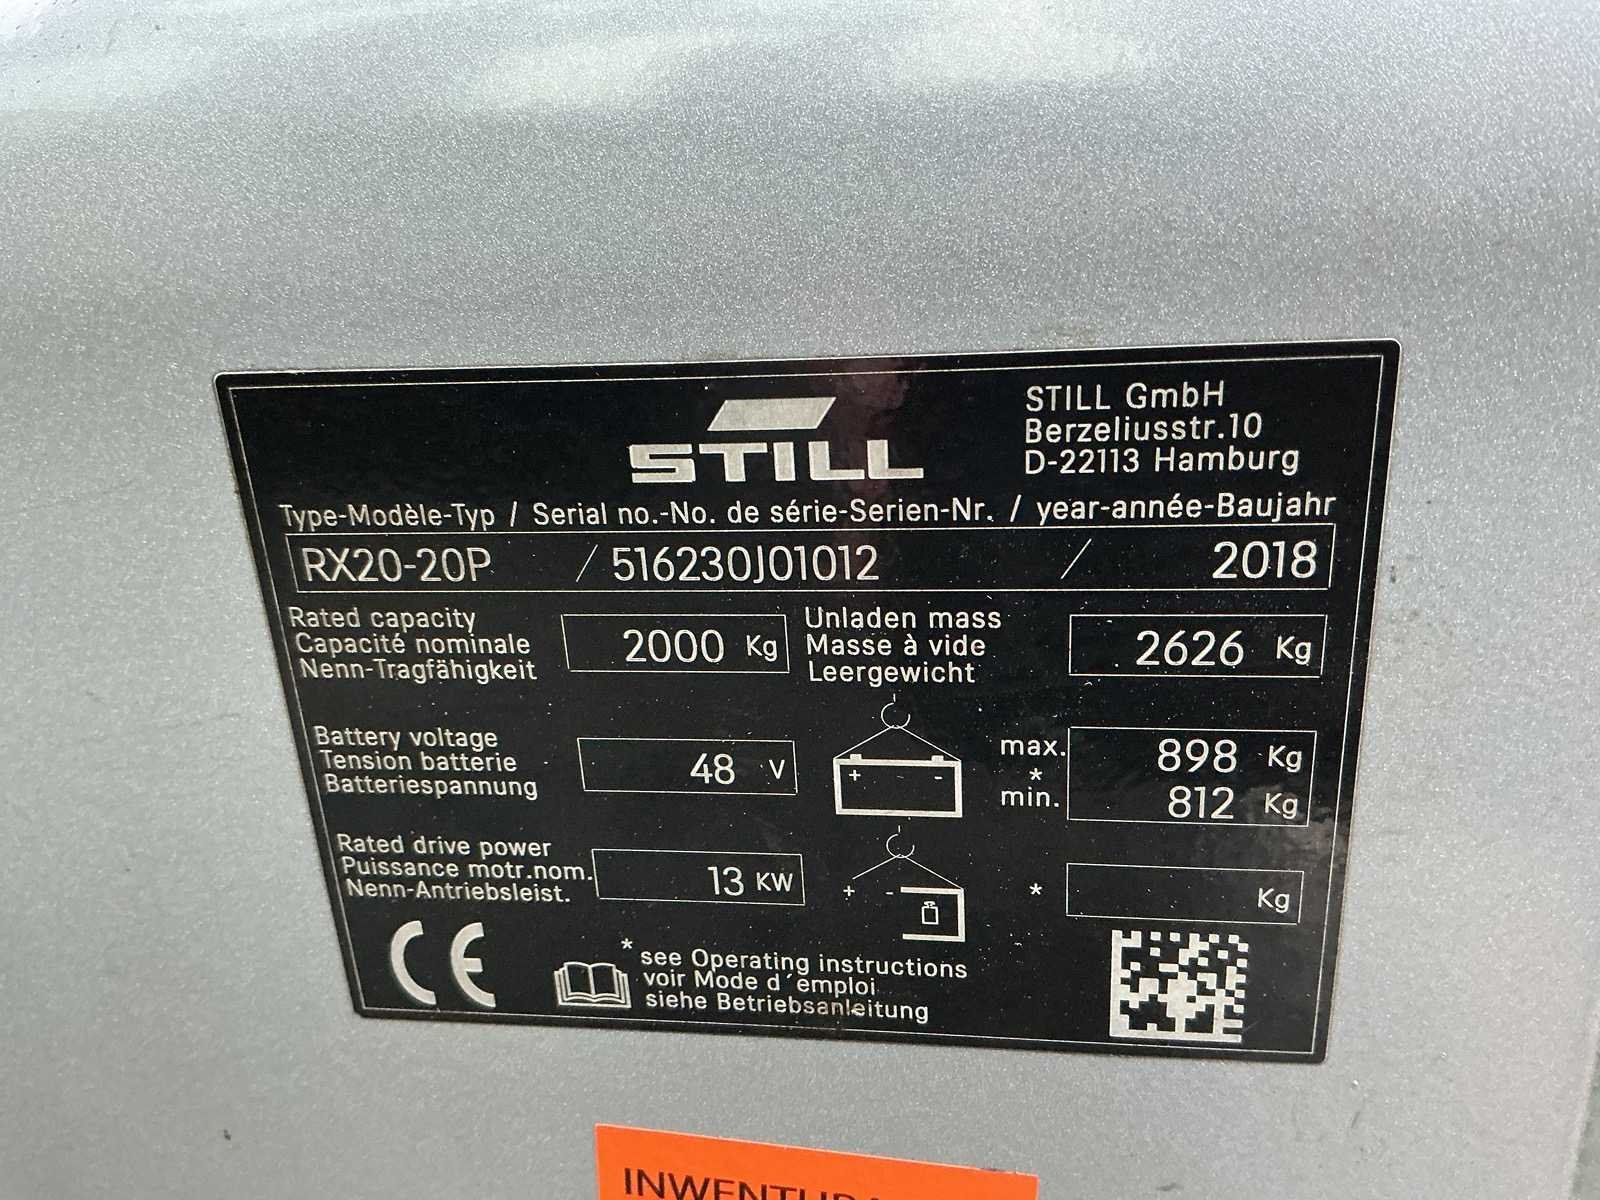 STILL
STILL GmbH
Berzeliusstr.10
D-22113 Hamburg
Type-Modèle-Typ / Serial no.-No. de série-Serien-Nr. / year-année-Baujahr
RX20-20P / 516230J01012 / 2018
Rated capacity
Capacité nominale
Nenn-Tragfähigkeit
2000 Kg
Unladen mass
Masse à vide
Leergewicht
2626 Kg
Battery voltage
Tension batterie
Batteriespannung
48 V
+ -
max. 898 Kg
*
min. 812 Kg
Rated drive power
Puissance motr.nom.
Nenn-Antriebsleist.
13 KW
+ -
* Kg
CE
* see Operating instructions
voir Mode d´emploi
siehe Betriebsanleitung